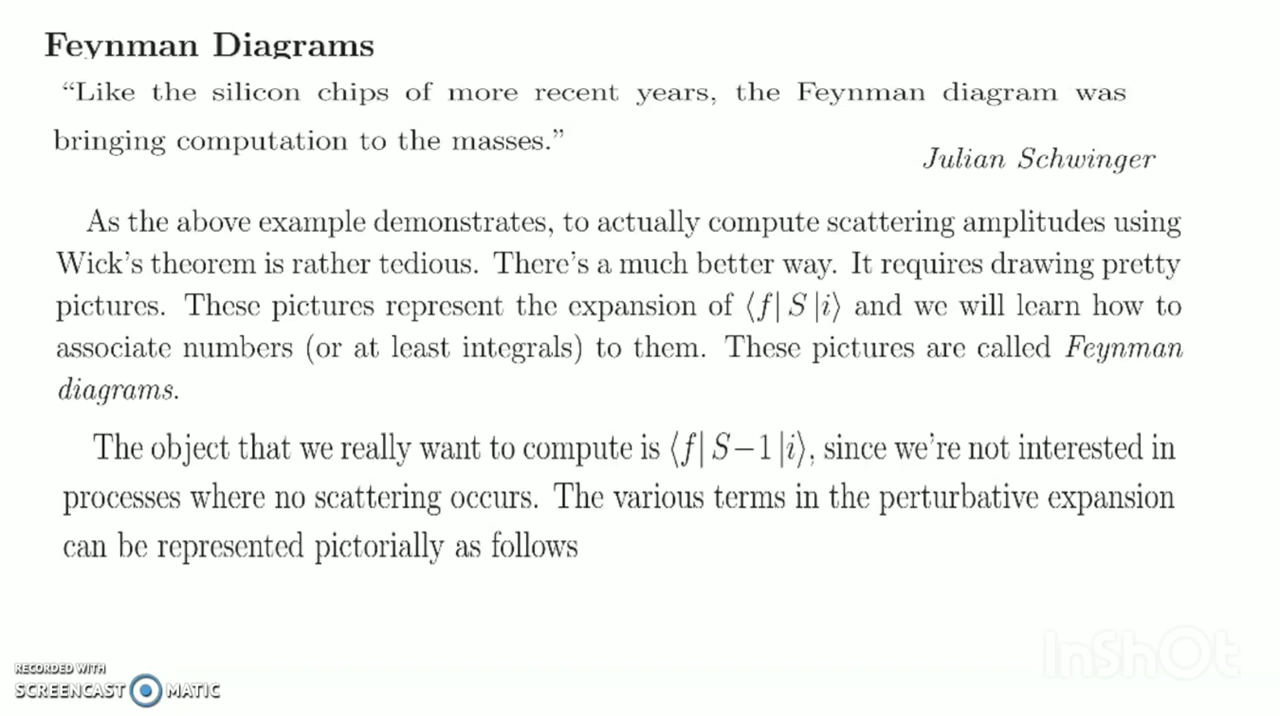 Feynman Diagrams
“Like the silicon chips of more recent years, the Feynman diagram was
bringing computation to the masses.”
Julian Schwinger
As the above example demonstrates, to actually compute scattering amplitudes using
Wick’s theorem is rather tedious. There’s a much better way. It requires drawing pretty
pictures. These pictures represent the expansion of ⟨f| S |i⟩ and we will learn how to
associate numbers (or at least integrals) to them. These pictures are called Feynman
diagrams.
The object that we really want to compute is ⟨f| S−1 |i⟩, since we’re not interested in
processes where no scattering occurs. The various terms in the perturbative expansion
can be represented pictorially as follows
InShOt
RECORDED WITH
SCREENCAST MATIC